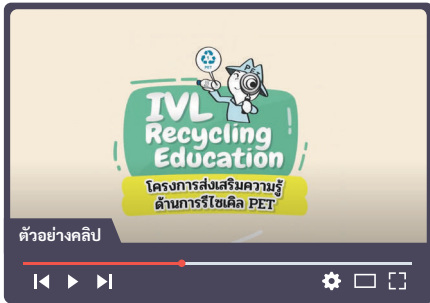 PET
PET
IVL
Recycling
Education
โครงการส่งเสริมความรู้
ด้านการรีไซเคิล PET
ตัวอย่างคลิป